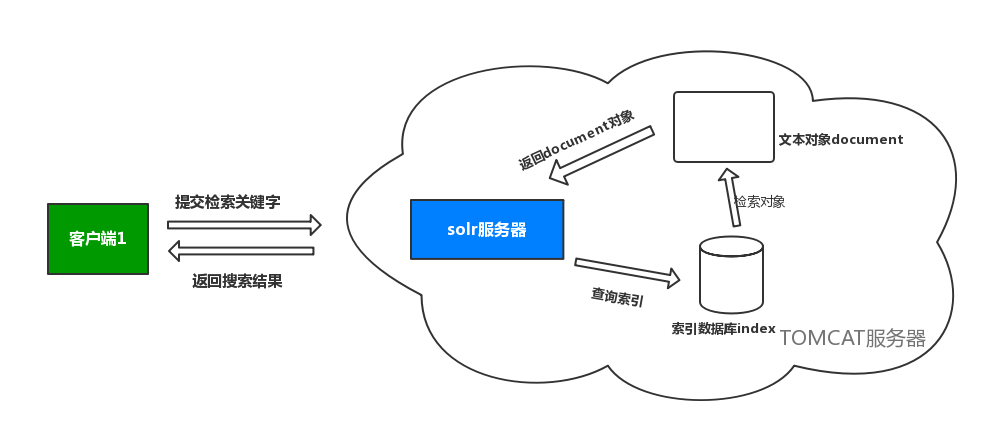 返回document对象
文本对象document
提交检索关键字
检索对象
客户端1
solr服务器
返回搜索结果
查询索引
索引数据库index
TOMCAT服务器